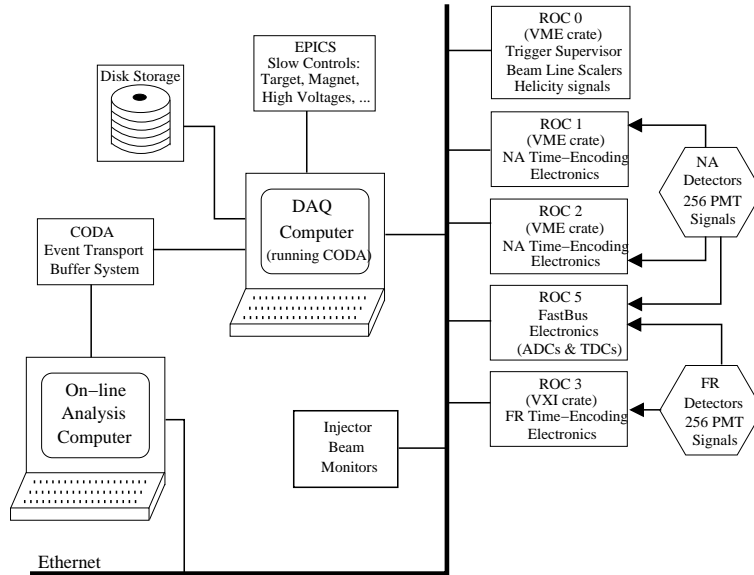 Disk Storage
EPICS
Slow Controls:
Target, Magnet,
High Voltages, ...
DAQ
Computer
(running CODA)
CODA
Event Transport
Buffer System
On−line
Analysis
Computer
Injector
Beam
Monitors
Ethernet
ROC 0
(VME crate)
Trigger Supervisor
Beam Line Scalers
Helicity signals
ROC 1
(VME crate)
NA Time−Encoding
Electronics
ROC 2
(VME crate)
NA Time−Encoding
Electronics
ROC 5
FastBus
Electronics
(ADCs & TDCs)
ROC 3
(VXI crate)
FR Time−Encoding
Electronics
NA
Detectors
256 PMT
Signals
FR
Detectors
256 PMT
Signals